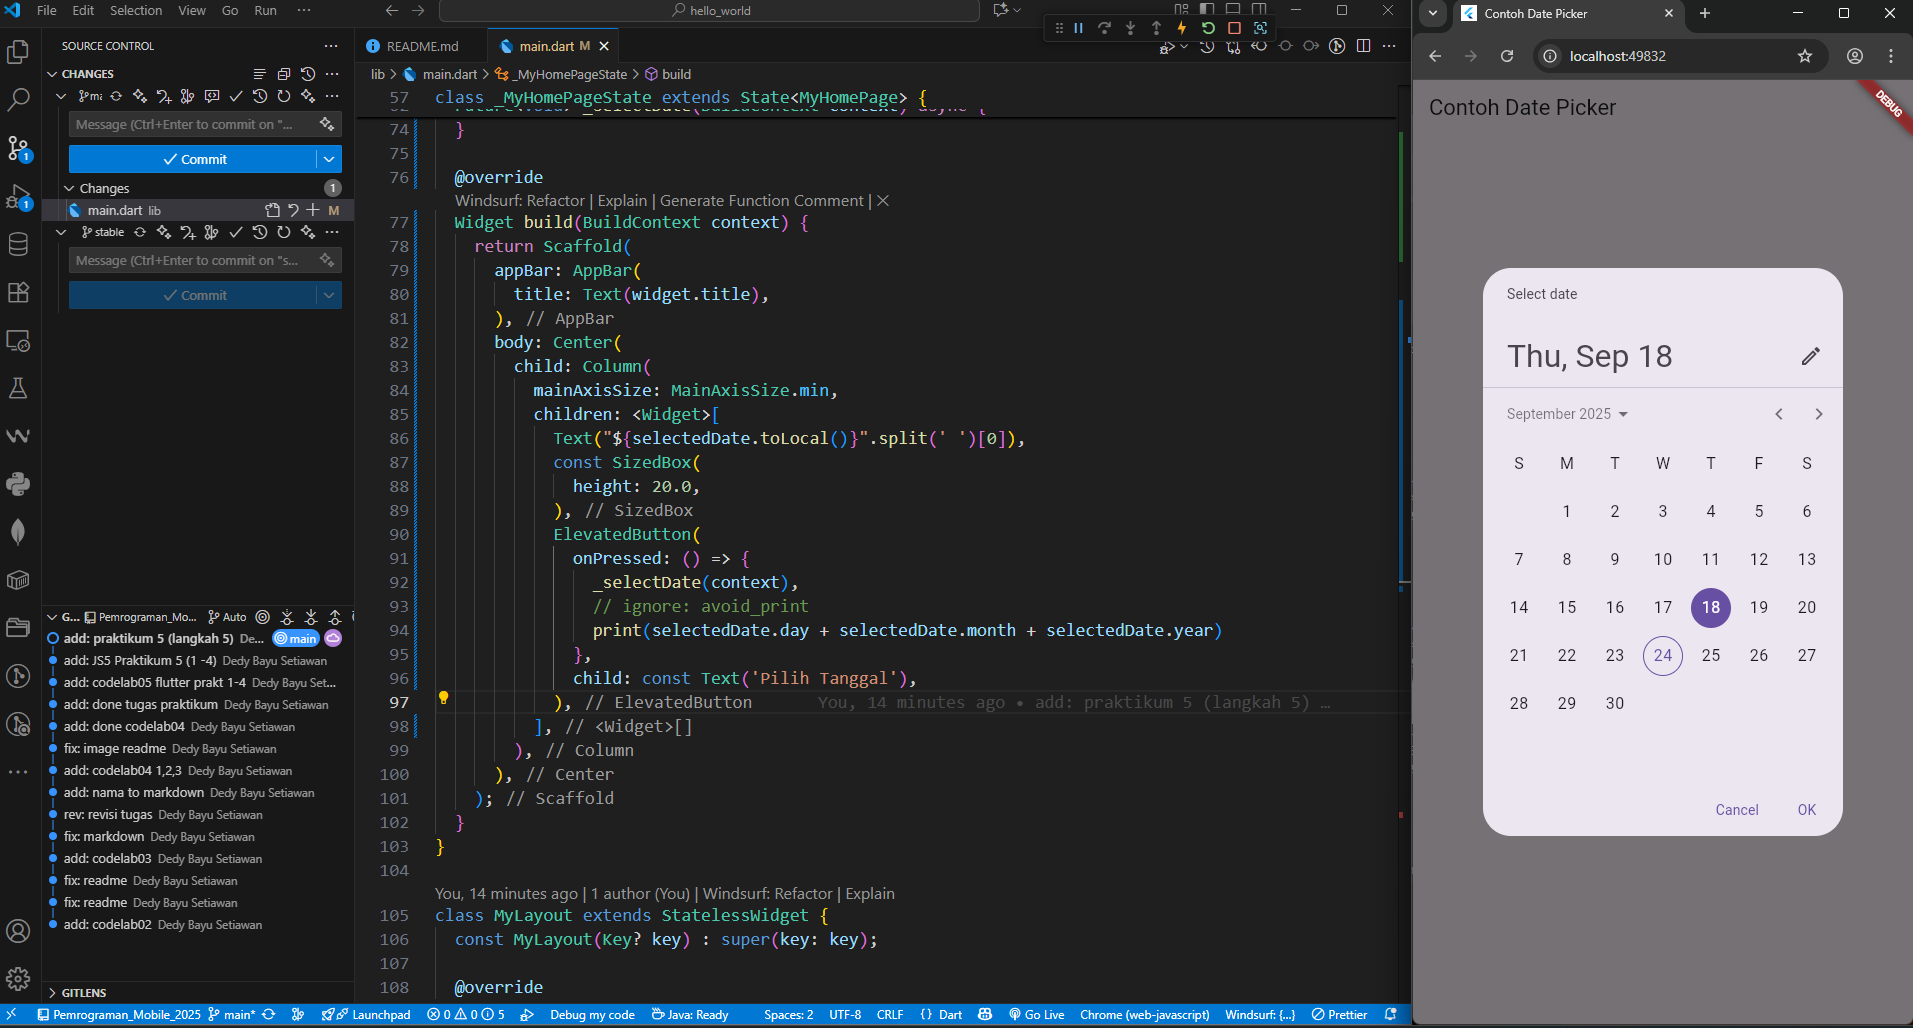 File Edit Selection View Go Run ··· hello_world
SOURCE CONTROL ···
CHANGES
ma
Message (Ctrl+Enter to commit on "...
Commit
Changes 1
main.dart lib M
stable
Message (Ctrl+Enter to commit on "s...
Commit
G... Pemrograman_Mo... Auto
add: praktikum 5 (langkah 5) De... main
add: JS5 Praktikum 5 (1 -4) Dedy Bayu Setiawan
add: codelab05 flutter prakt 1-4 Dedy Bayu Set...
add: done tugas praktikum Dedy Bayu Setiawan
add: done codelab04 Dedy Bayu Setiawan
fix: image readme Dedy Bayu Setiawan
add: codelab04 1,2,3 Dedy Bayu Setiawan
add: nama to markdown Dedy Bayu Setiawan
rev: revisi tugas Dedy Bayu Setiawan
fix: markdown Dedy Bayu Setiawan
add: codelab03 Dedy Bayu Setiawan
fix: readme Dedy Bayu Setiawan
fix: readme Dedy Bayu Setiawan
add: codelab02 Dedy Bayu Setiawan
GITLENS
README.md main.dart M
lib > main.dart > _MyHomePageState > build
57 class _MyHomePageState extends State<MyHomePage> {
74 }
75
76 @override
Windsurf: Refactor | Explain | Generate Function Comment | ×
77 Widget build(BuildContext context) {
78 return Scaffold(
79 appBar: AppBar(
80 title: Text(widget.title),
81 ), // AppBar
82 body: Center(
83 child: Column(
84 mainAxisSize: MainAxisSize.min,
85 children: <Widget>[
86 Text("${selectedDate.toLocal()}".split(' ')[0]),
87 const SizedBox(
88 height: 20.0,
89 ), // SizedBox
90 ElevatedButton(
91 onPressed: () => {
92 _selectDate(context),
93 // ignore: avoid_print
94 print(selectedDate.day + selectedDate.month + selectedDate.year)
95 },
96 child: const Text('Pilih Tanggal'),
97 ), // ElevatedButton You, 14 minutes ago • add: praktikum 5 (langkah 5) …
98 ], // <Widget>[]
99 ), // Column
100 ), // Center
101 ); // Scaffold
102 }
103 }
104
You, 14 minutes ago | 1 author (You) | Windsurf: Refactor | Explain
105 class MyLayout extends StatelessWidget {
106 const MyLayout(Key? key) : super(key: key);
107
108 @override
Pemrograman_Mobile_2025 main* Launchpad 0 0 5 Debug my code Java: Ready Spaces: 2 UTF-8 CRLF {} Dart Go Live Chrome (web-javascript) Windsurf: {...} Prettier
Contoh Date Picker
localhost:49832
Contoh Date Picker
DEBUG
Select date
Thu, Sep 18
September 2025
S M T W T F S
1 2 3 4 5 6
7 8 9 10 11 12 13
14 15 16 17 18 19 20
21 22 23 24 25 26 27
28 29 30
Cancel OK